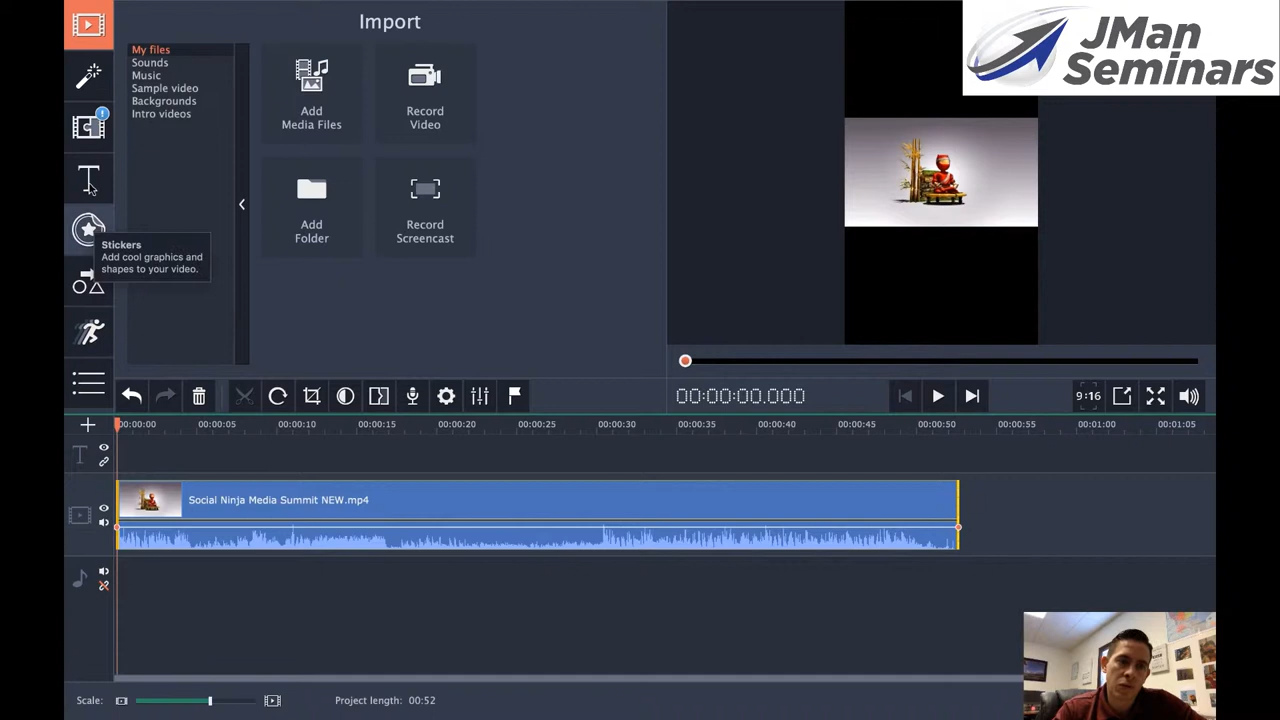 Import
JMan
Seminars
My files
Sounds
Music
Sample video
Backgrounds
Intro videos
Add
Media Files
Record
Video
Add
Folder
Record
Screencast
T
Stickers
Add cool graphics and
shapes to your video.
00:00:00.000
9:16
00:00:00
00:00:05
00:00:10
00:00:15
00:00:20
00:00:25
00:00:30
00:00:35
00:00:40
00:00:45
00:00:50
00:00:55
00:01:00
00:01:05
T
Social Ninja Media Summit NEW.mp4
Scale:
Project length: 00:52